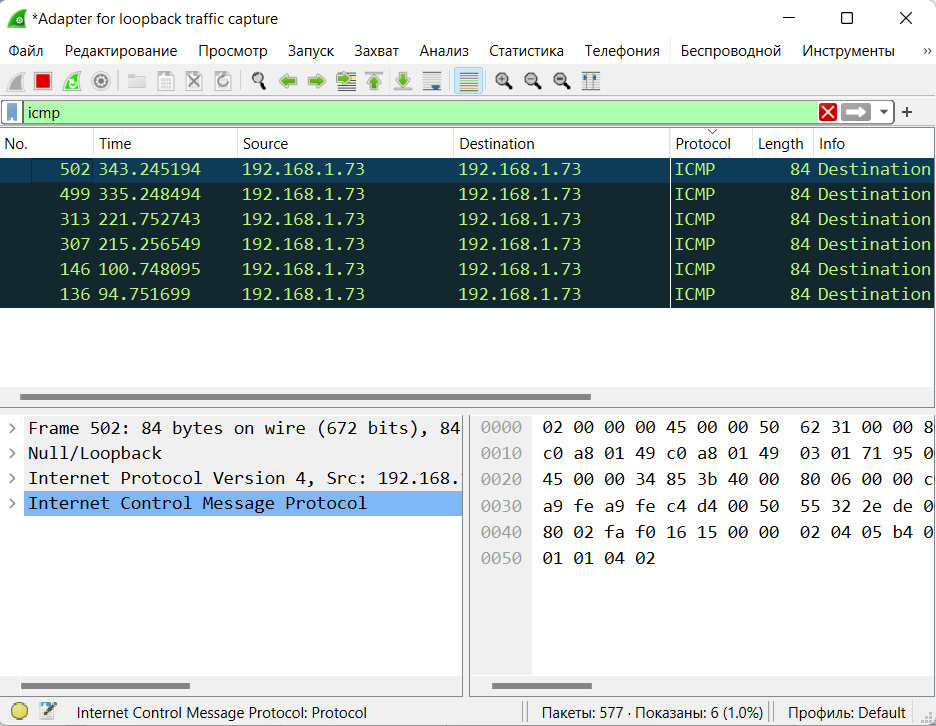 *Adapter for loopback traffic capture
Файл Редактирование Просмотр Запуск Захват Анализ Статистика Телефония Беспроводной Инструменты »
icmp
No. Time Source Destination Protocol Length Info
502 343.245194 192.168.1.73 192.168.1.73 ICMP 84 Destination
499 335.248494 192.168.1.73 192.168.1.73 ICMP 84 Destination
313 221.752743 192.168.1.73 192.168.1.73 ICMP 84 Destination
307 215.256549 192.168.1.73 192.168.1.73 ICMP 84 Destination
146 100.748095 192.168.1.73 192.168.1.73 ICMP 84 Destination
136 94.751699 192.168.1.73 192.168.1.73 ICMP 84 Destination
Frame 502: 84 bytes on wire (672 bits), 84
Null/Loopback
Internet Protocol Version 4, Src: 192.168.
Internet Control Message Protocol
0000 02 00 00 00 45 00 00 50 62 31 00 00 8
0010 c0 a8 01 49 c0 a8 01 49 03 01 71 95 0
0020 45 00 00 34 85 3b 40 00 80 06 00 00 c
0030 a9 fe a9 fe c4 d4 00 50 55 32 2e de 0
0040 80 02 fa f0 16 15 00 00 02 04 05 b4 0
0050 01 01 04 02
Internet Control Message Protocol: Protocol
Пакеты: 577 · Показаны: 6 (1.0%)
Профиль: Default